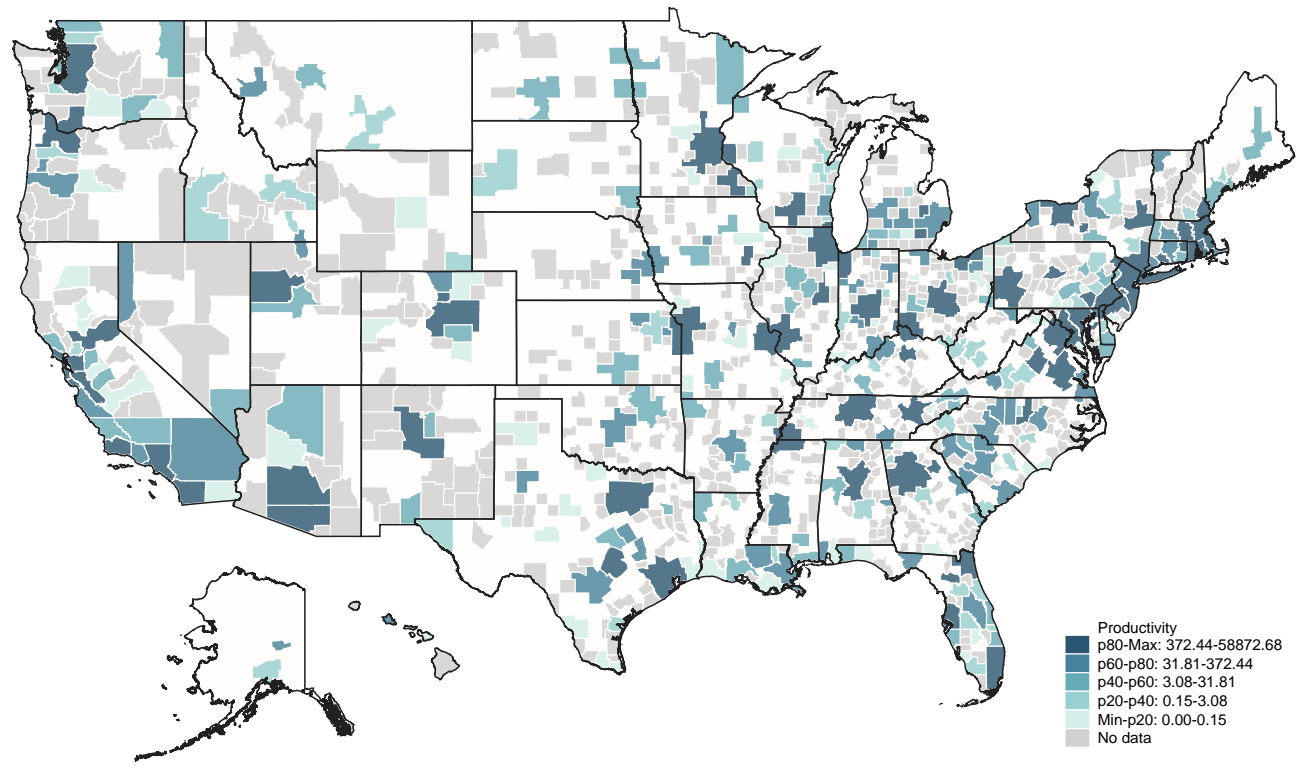 Productivity
p80-Max: 372.44-58872.68
p60-p80: 31.81-372.44
p40-p60: 3.08-31.81
p20-p40: 0.15-3.08
Min-p20: 0.00-0.15
No data